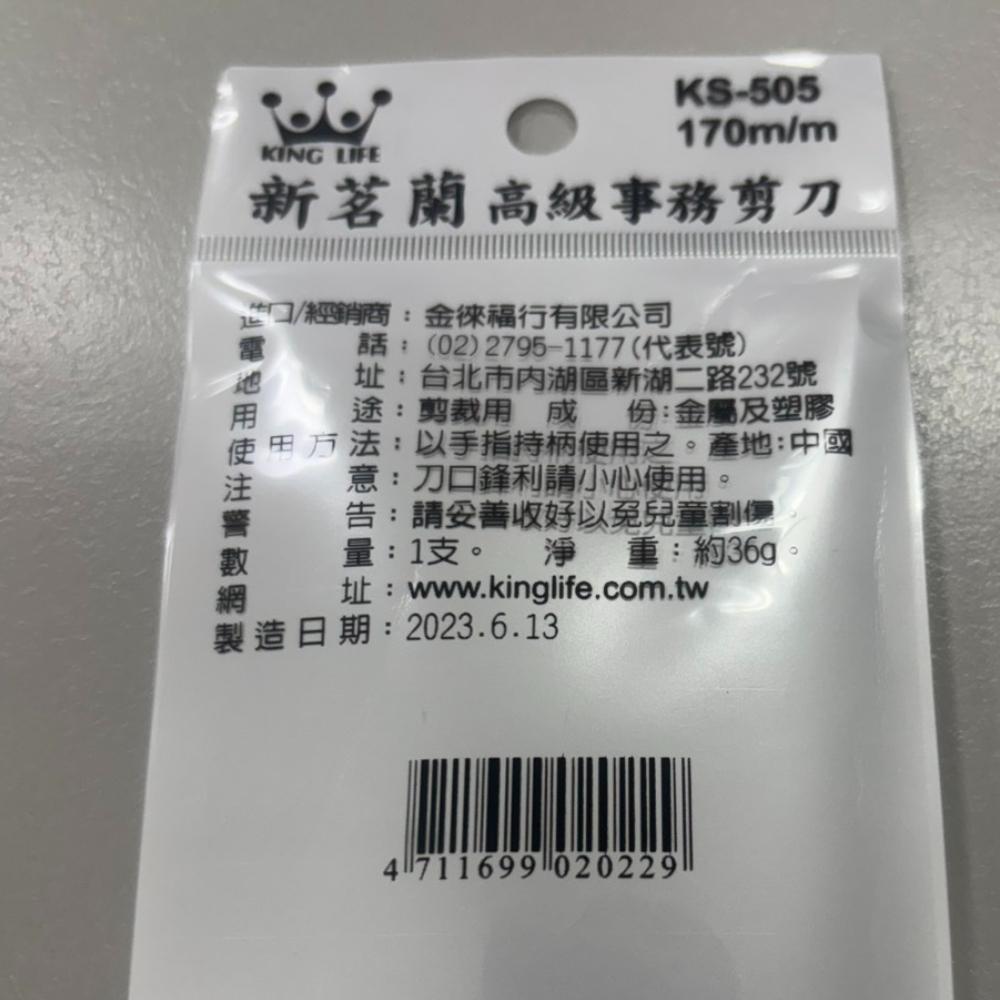 KING LIFE
KS-505
170m/m
新茗蘭 高級事務剪刀
進口/經銷商：金徠福行有限公司
電話：(02)2795-1177(代表號)
地址：台北市內湖區新湖二路232號
用途：剪裁用 成份：金屬及塑膠
使用方法：以手指持柄使用之。產地：中國
注意：刀口鋒利請小心使用。
警告：請妥善收好以免兒童割傷。
數量：1支。 淨重：約36g。
網址：www.kinglife.com.tw
製造日期：2023.6.13
4 711699 020229